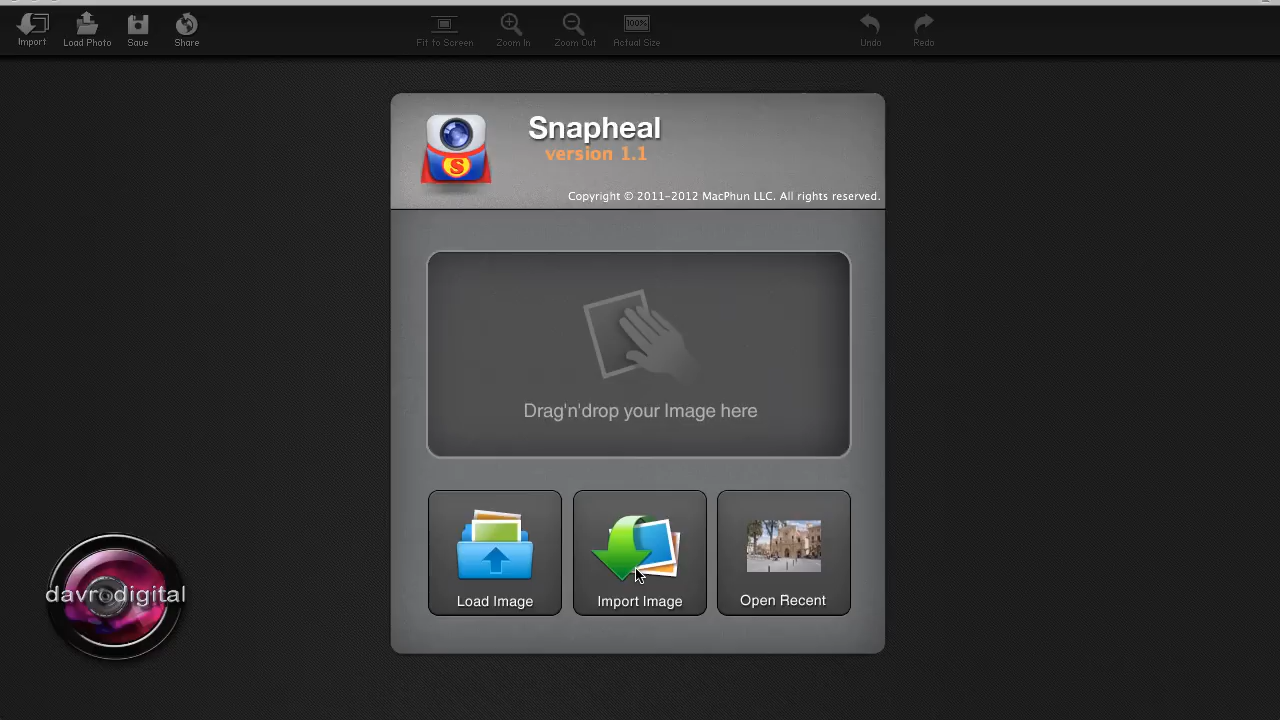 Import
Load Photo
Save
Share
Fit to Screen
Zoom In
Zoom Out
100%
Actual Size
Undo
Redo
Snapheal
version 1.1
S
Copyright © 2011-2012 MacPhun LLC. All rights reserved.
Drag'n'drop your Image here
Load Image
Import Image
Open Recent
davrodigital